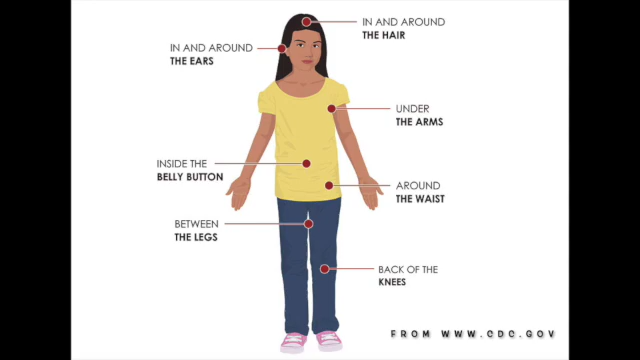 IN AND AROUND
THE HAIR
IN AND AROUND
THE EARS
UNDER
THE ARMS
INSIDE THE
BELLY BUTTON
AROUND
THE WAIST
BETWEEN
THE LEGS
BACK OF THE
KNEES
FROM WWW.CDC.GOV